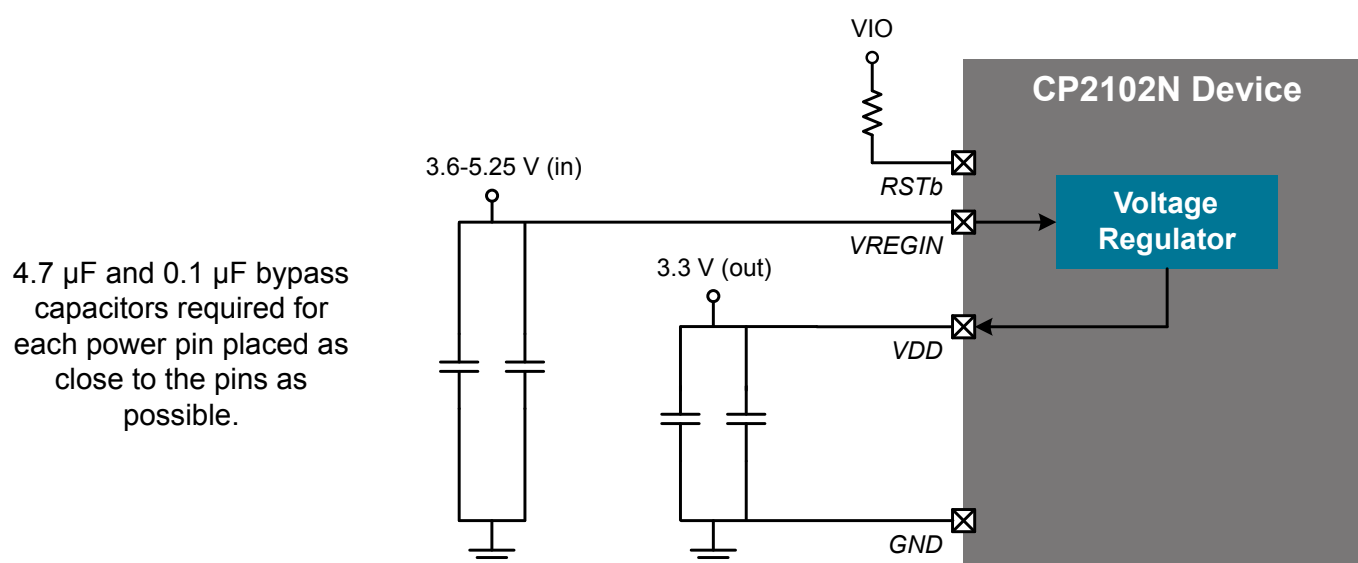 VIO
CP2102N Device
3.6-5.25 V (in)
RSTb
Voltage
Regulator
VREGIN
4.7 µF and 0.1 µF bypass
capacitors required for
each power pin placed as
close to the pins as
possible.
3.3 V (out)
VDD
GND